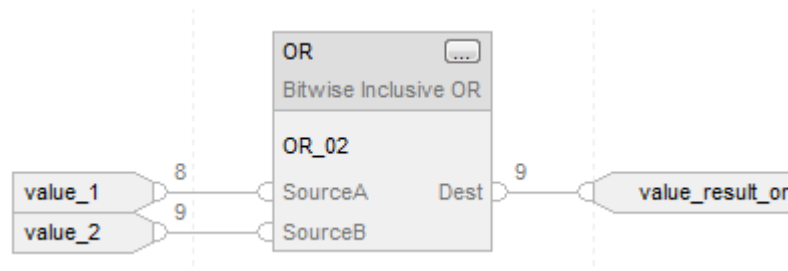 OR ...
Bitwise Inclusive OR
OR_02
value_1 8 SourceA Dest 9 value_result_or
value_2 9 SourceB